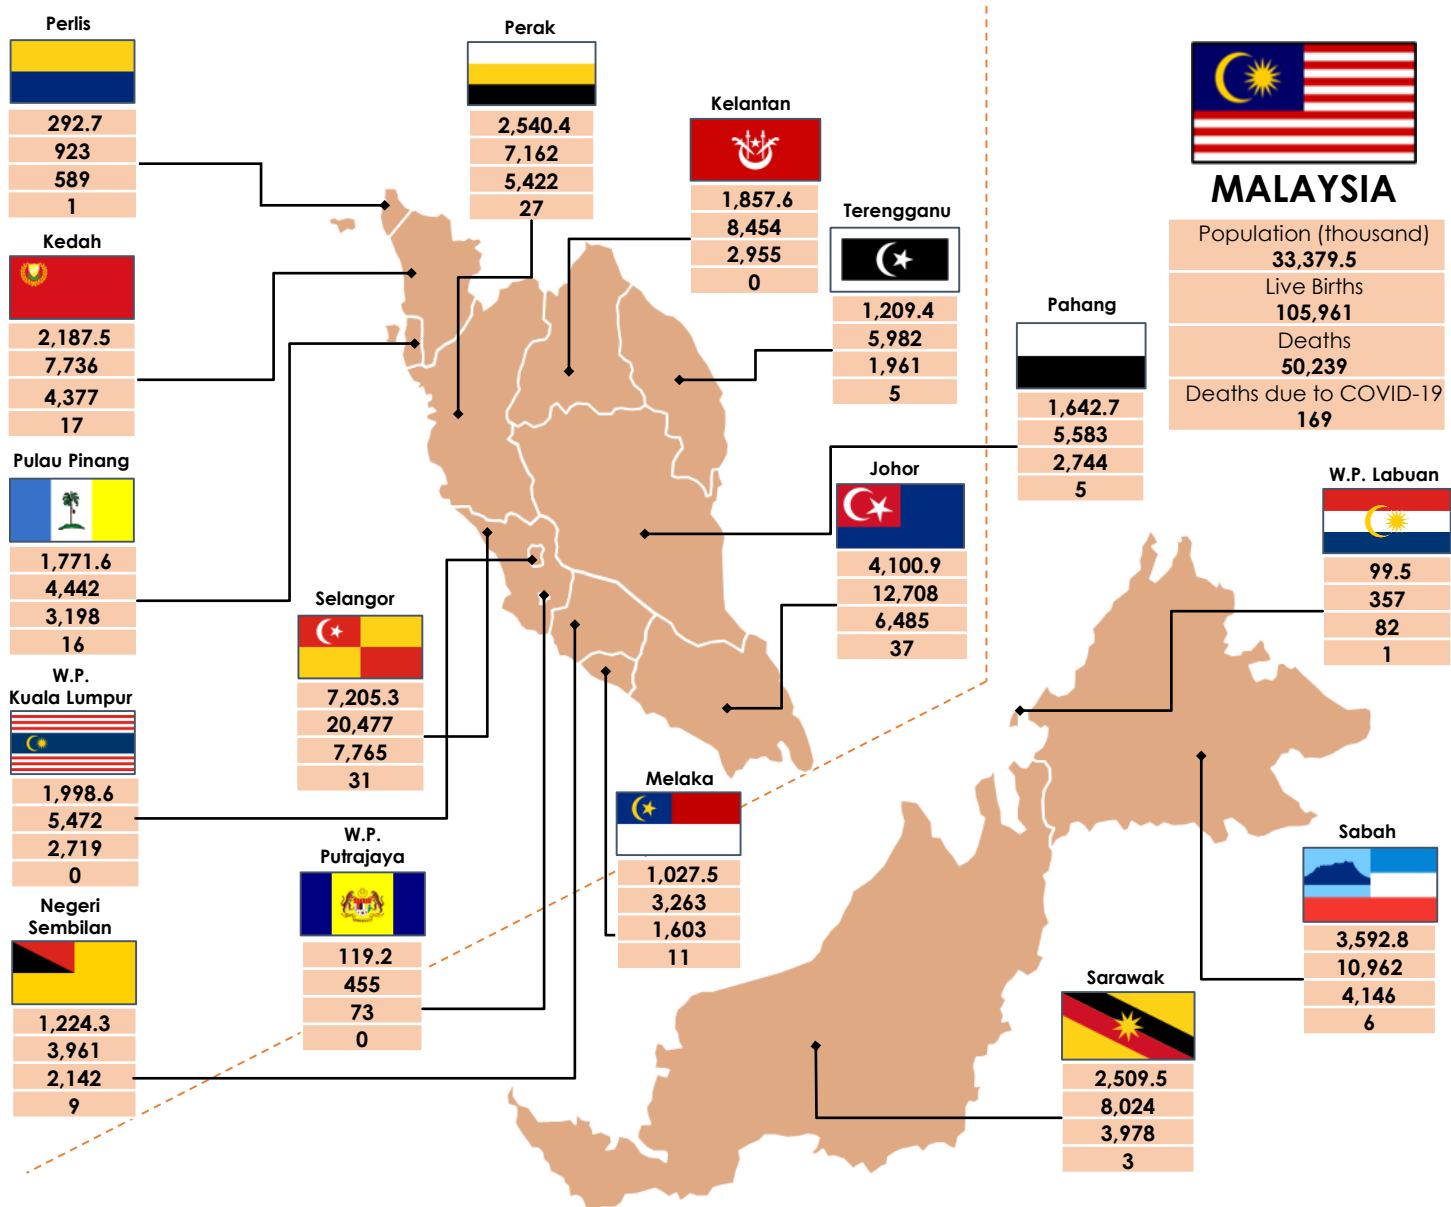 Perlis
292.7
923
589
1
Perak
2,540.4
7,162
5,422
27
Kelantan
1,857.6
8,454
2,955
0
Terengganu
1,209.4
5,982
1,961
5
MALAYSIA
Population (thousand)
33,379.5
Live Births
105,961
Deaths
50,239
Deaths due to COVID-19
169
Kedah
2,187.5
7,736
4,377
17
Pahang
1,642.7
5,583
2,744
5
Pulau Pinang
1,771.6
4,442
3,198
16
Johor
4,100.9
12,708
6,485
37
W.P. Labuan
99.5
357
82
1
Selangor
7,205.3
20,477
7,765
31
W.P.
Kuala Lumpur
1,998.6
5,472
2,719
0
Melaka
1,027.5
3,263
1,603
11
W.P.
Putrajaya
119.2
455
73
0
Sabah
3,592.8
10,962
4,146
6
Negeri
Sembilan
1,224.3
3,961
2,142
9
Sarawak
2,509.5
8,024
3,978
3